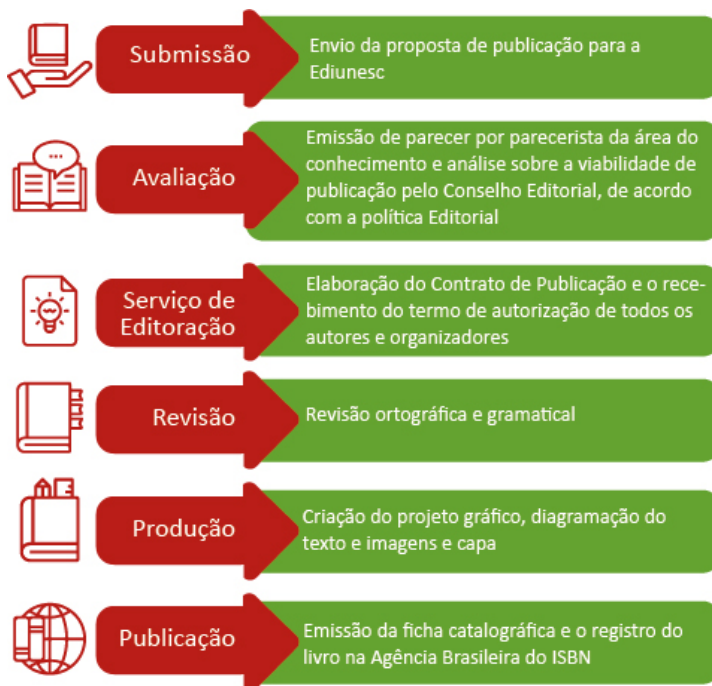 Submissão
Envio da proposta de publicação para a
Ediunesc
Avaliação
Emissão de parecer por parecerista da área do
conhecimento e análise sobre a viabilidade de
publicação pelo Conselho Editorial, de acordo
com a política Editorial
Serviço de
Editoração
Elaboração do Contrato de Publicação e o rece-
bimento do termo de autorização de todos os
autores e organizadores
Revisão
Revisão ortográfica e gramatical
Produção
Criação do projeto gráfico, diagramação do
texto e imagens e capa
Publicação
Emissão da ficha catalográfica e o registro do
livro na Agência Brasileira do ISBN